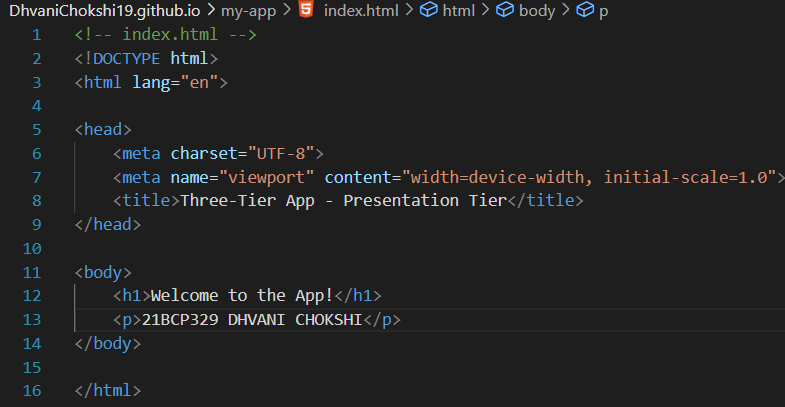 DhvaniChokshi19.github.io > my-app > index.html > html > body > p
1 <!-- index.html -->
2 <!DOCTYPE html>
3 <html lang="en">
4
5 <head>
6     <meta charset="UTF-8">
7     <meta name="viewport" content="width=device-width, initial-scale=1.0">
8     <title>Three-Tier App - Presentation Tier</title>
9 </head>
10
11 <body>
12     <h1>Welcome to the App!</h1>
13     <p>21BCP329 DHVANI CHOKSHI</p>
14 </body>
15
16 </html>